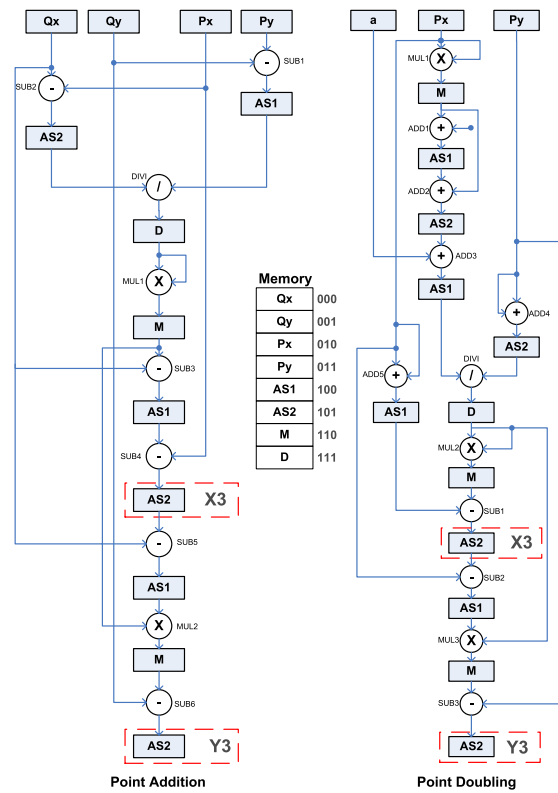 Qx
Qy
Px
Py
-
SUB1
SUB2
-
AS2
AS1
DIVI
/
D
MUL1
X
M
SUB3
-
AS1
SUB4
-
AS2
X3
-
SUB5
AS1
X
MUL2
M
-
SUB6
AS2
Y3
Point Addition
Memory
Qx 000
Qy 001
Px 010
Py 011
AS1 100
AS2 101
M 110
D 111
a
Px
Py
MUL1
X
M
ADD1
+
AS1
ADD2
+
AS2
+
ADD3
AS1
+
ADD4
AS2
ADD5
+
AS1
DIVI
/
D
MUL2
X
M
-
SUB1
AS2
X3
-
SUB2
AS1
MUL3
X
M
SUB3
-
AS2
Y3
Point Doubling